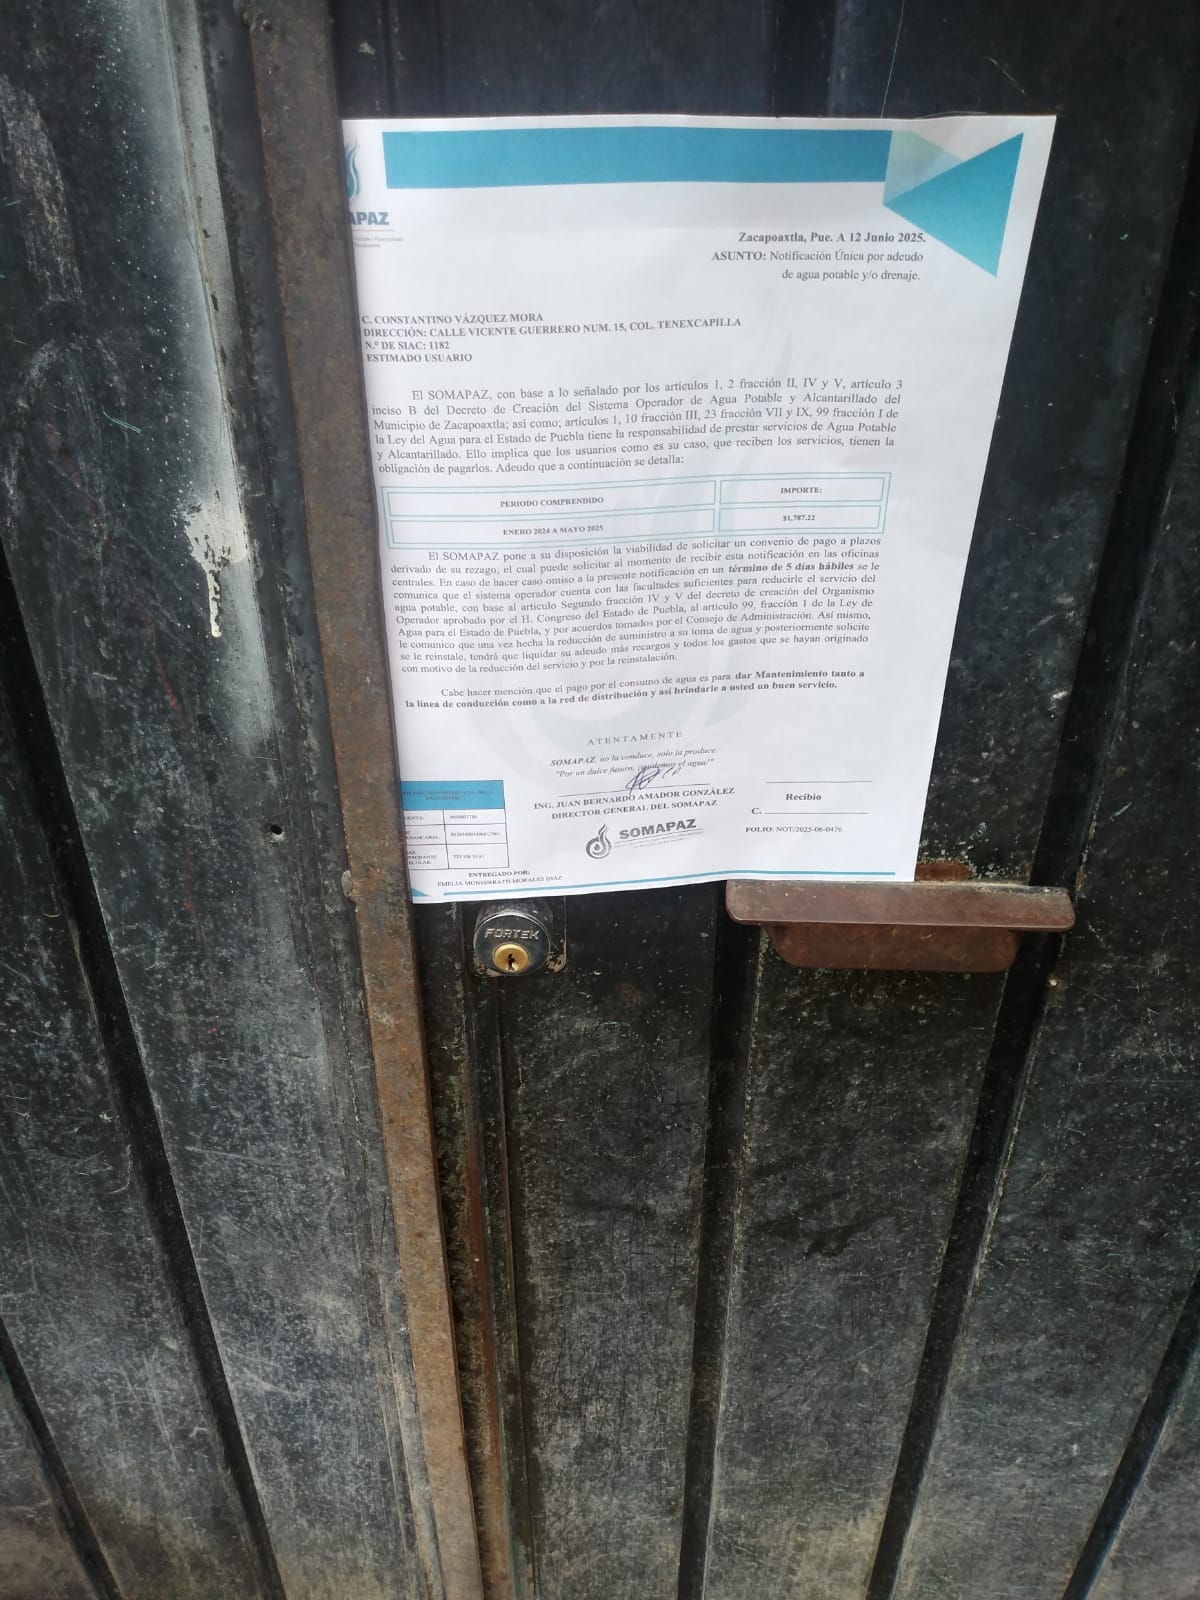 APAZ
Zacapoaxtla, Pue. A 12 Junio 2025.
ASUNTO: Notificación Única por adeudo
de agua potable y/o drenaje.
C. CONSTANTINO VÁZQUEZ MORA
DIRECCIÓN: CALLE VICENTE GUERRERO NUM. 15, COL. TENEXCAPILLA
N.º DE SIAC: 1182
ESTIMADO USUARIO
El SOMAPAZ, con base a lo señalado por los artículos 1, 2 fracción II, IV y V, artículo 3
inciso B del Decreto de Creación del Sistema Operador de Agua Potable y Alcantarillado del
Municipio de Zacapoaxtla; así como; artículos 1, 10 fracción III, 23 fracción VII y IX, 99 fracción I de
la Ley del Agua para el Estado de Puebla tiene la responsabilidad de prestar servicios de Agua Potable
y Alcantarillado. Ello implica que los usuarios como es su caso, que reciben los servicios, tienen la
obligación de pagarlos. Adeudo que a continuación se detalla:
PERIODO COMPRENDIDO IMPORTE:
ENERO 2024 A MAYO 2025 $1,787.22
El SOMAPAZ pone a su disposición la viabilidad de solicitar un convenio de pago a plazos
derivado de su rezago, el cual puede solicitar al momento de recibir esta notificación en las oficinas
centrales. En caso de hacer caso omiso a la presente notificación en un término de 5 días hábiles se le
comunica que el sistema operador cuenta con las facultades suficientes para reducirle el servicio del
agua potable, con base al artículo Segundo fracción IV y V del decreto de creación del Organismo
Operador aprobado por el H. Congreso del Estado de Puebla, al artículo 99, fracción 1 de la Ley de
Agua para el Estado de Puebla, y por acuerdos tomados por el Consejo de Administración. Así mismo,
le comunico que una vez hecha la reducción de suministro a su toma de agua y posteriormente solicite
se le reinstale, tendrá que liquidar su adeudo más recargos y todos los gastos que se hayan originado
con motivo de la reducción del servicio y por la reinstalación.
Cabe hacer mención que el pago por el consumo de agua es para dar Mantenimiento tanto a
la línea de conducción como a la red de distribución y así brindarle a usted un buen servicio.
ATENTAMENTE
SOMAPAZ, no la conduce, solo la produce.
"Por un dulce futuro, ¡cuidemos el agua!"
ING. JUAN BERNARDO AMADOR GONZÁLEZ
DIRECTOR GENERAL DEL SOMAPAZ
SOMAPAZ
Recibio
C.
FOLIO: NOT/2025-06-0476
ENTREGADO POR:
EMELIA MONSERRATH MORALES DIAZ
FORTEK